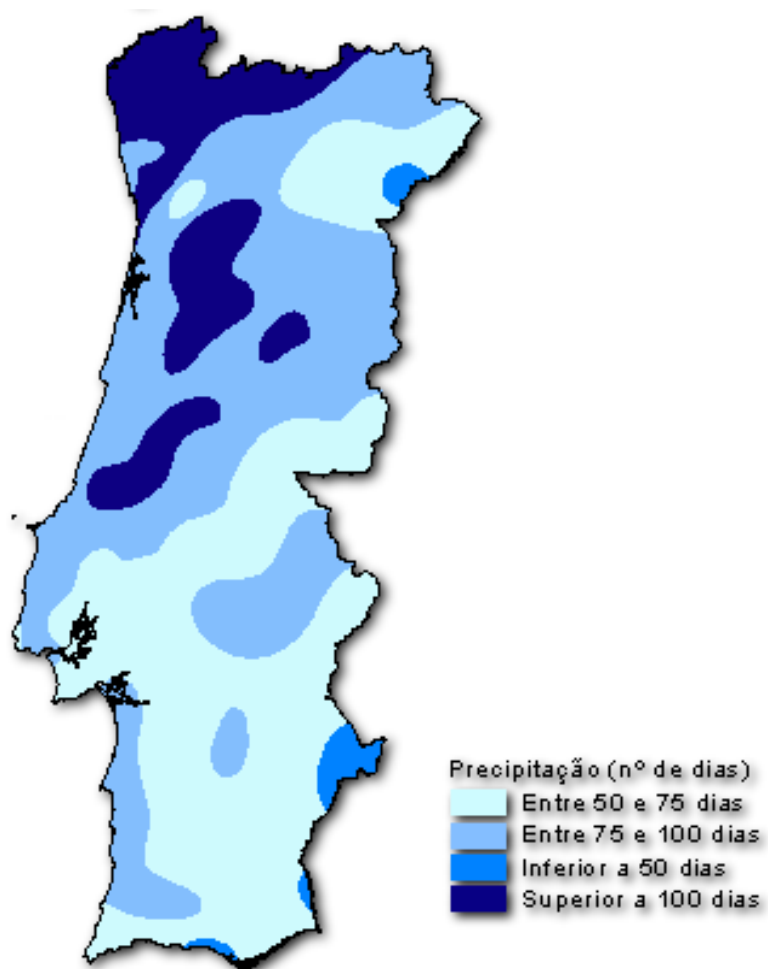 Precipitação (nº de dias)
Entre 50 e 75 dias
Entre 75 e 100 dias
Inferior a 50 dias
Superior a 100 dias